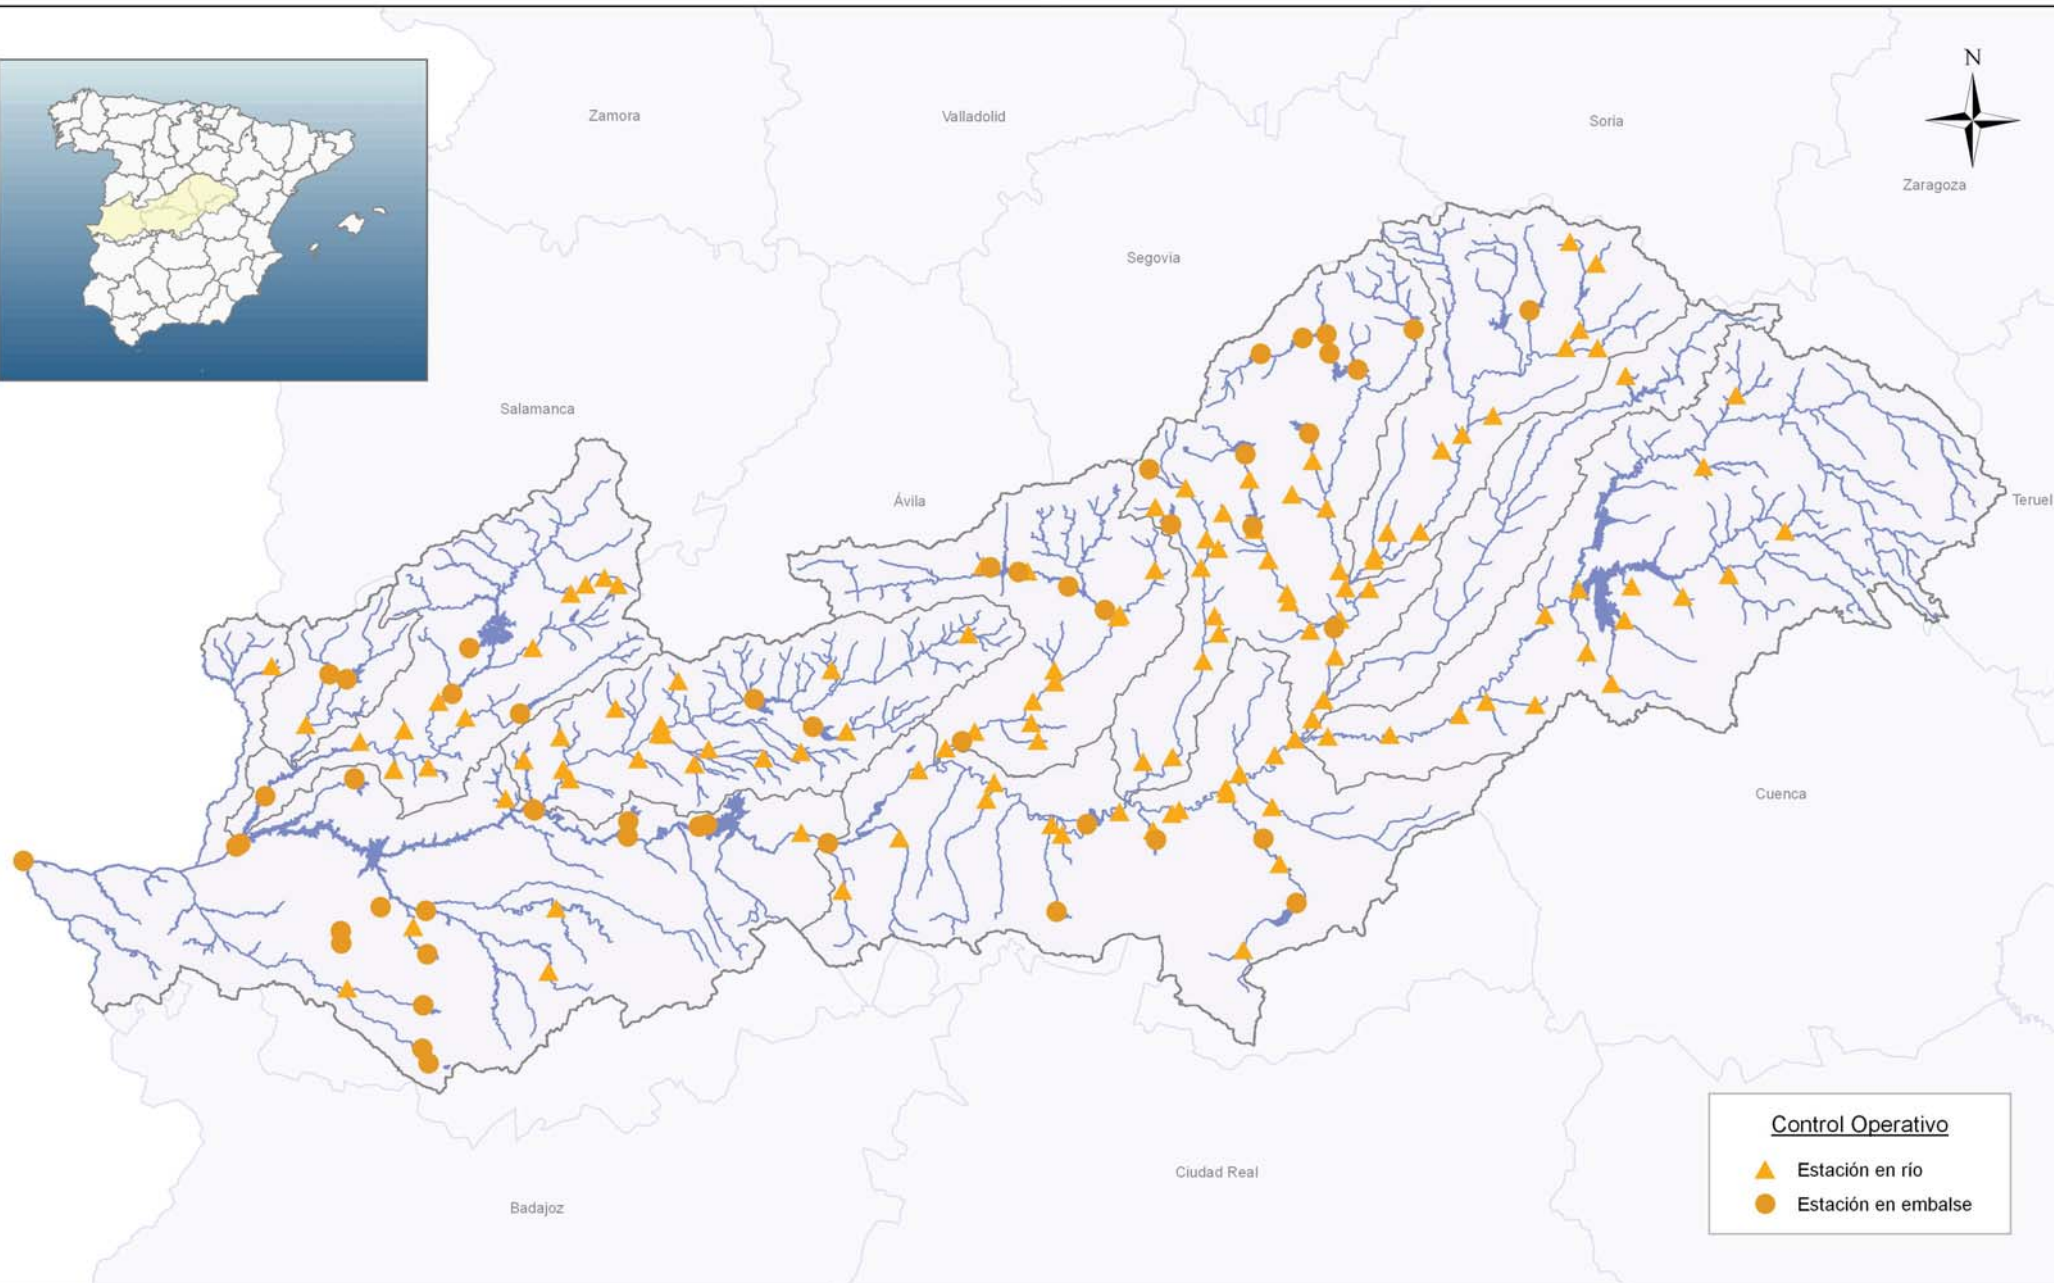 N
Zamora
Valladolid
Soria
Zaragoza
Segovia
Salamanca
Ávila
Teruel
Cuenca
Control Operativo
Estación en río
Estación en embalse
Ciudad Real
Badajoz